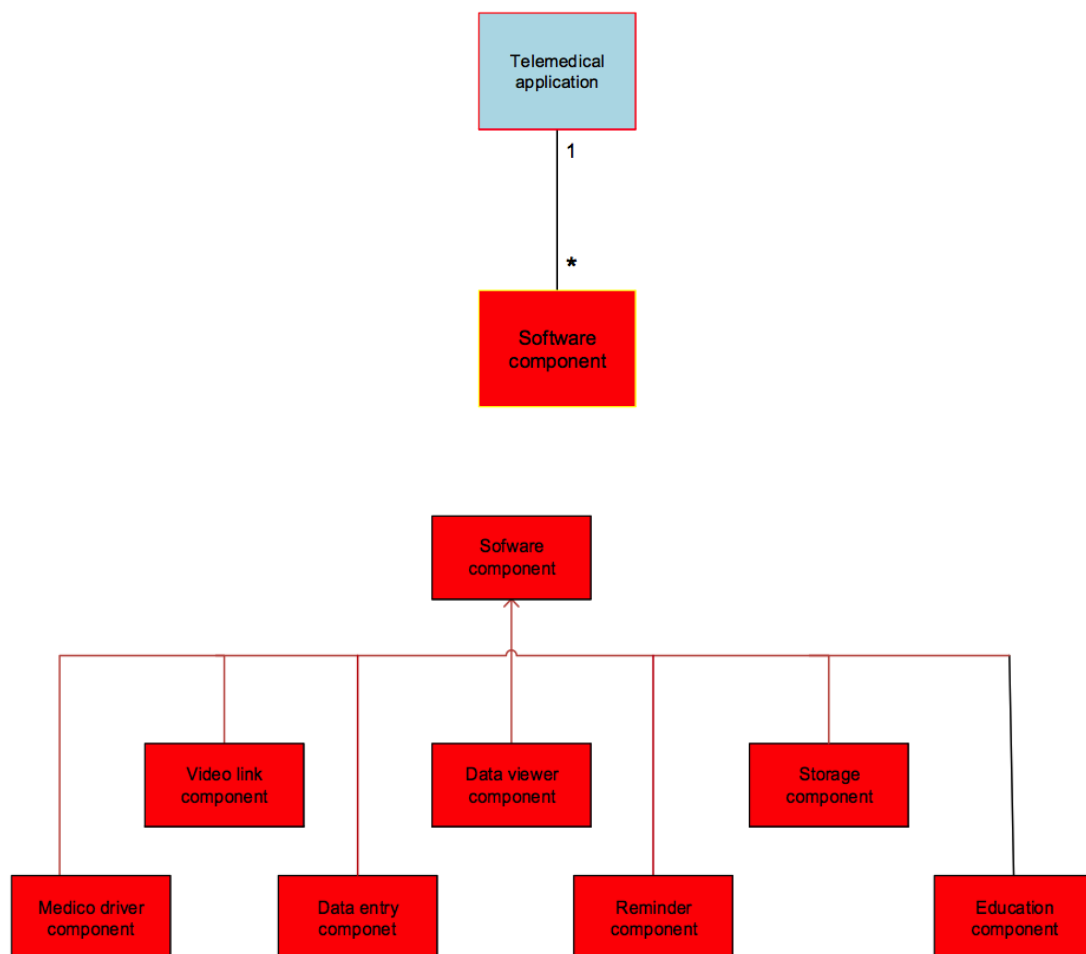 Telemedical
application
1
*
Software
component
Sofware
component
Video link
component
Data viewer
component
Storage
component
Medico driver
component
Data entry
componet
Reminder
component
Education
component